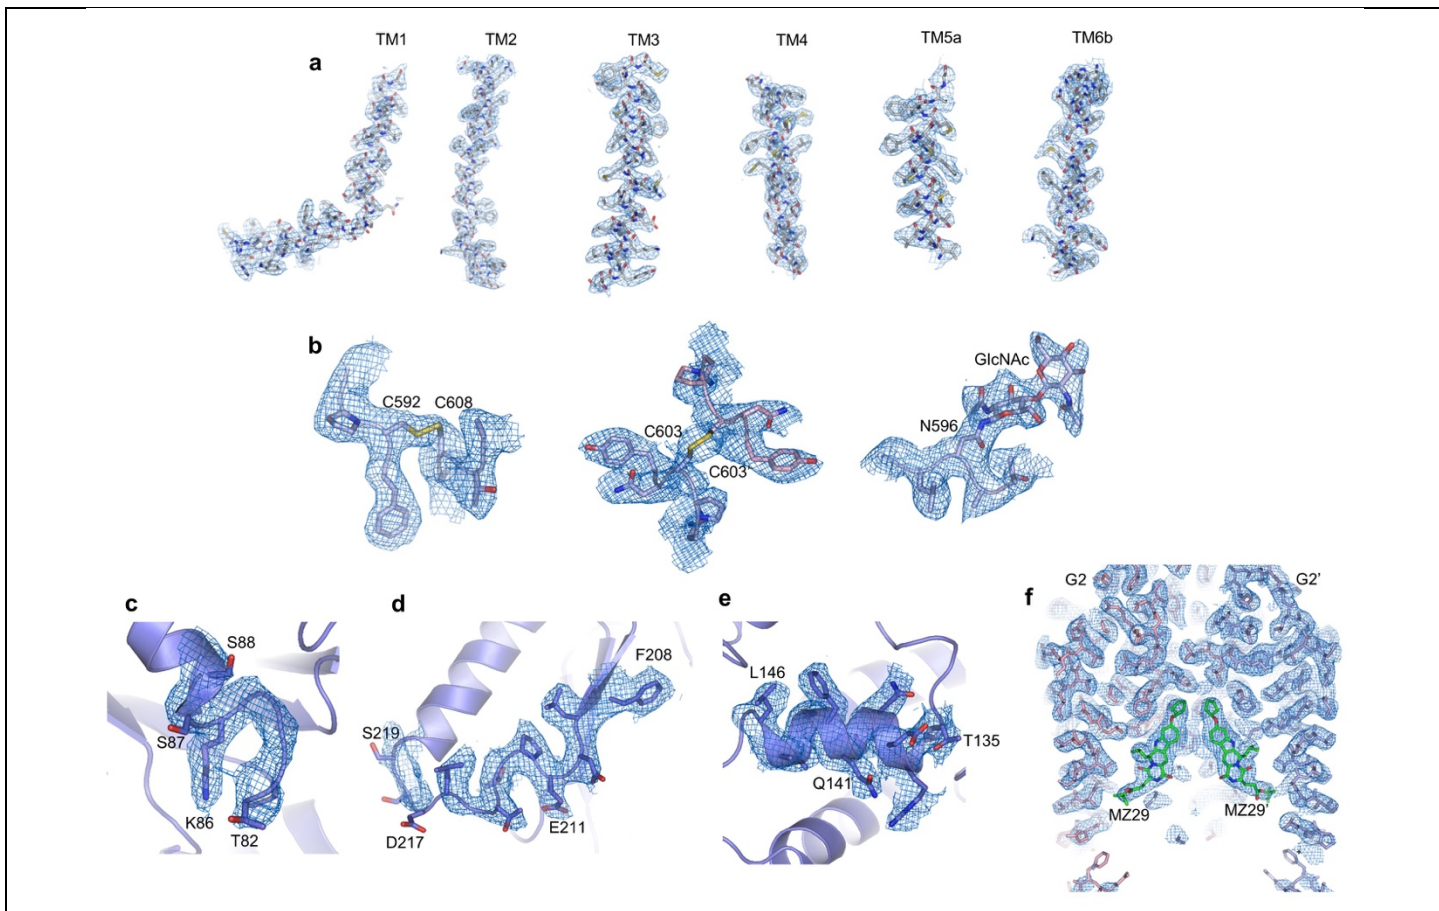 TM1 TM2 TM3 TM4 TM5a TM6b
a
b
C592 C608
C603
C603'
GlcNAc
N596
c
S88
S87
K86
T82
d
F208
S219
E211
D217
e
L146
T135
Q141
f
G2 G2'
MZ29 MZ29'